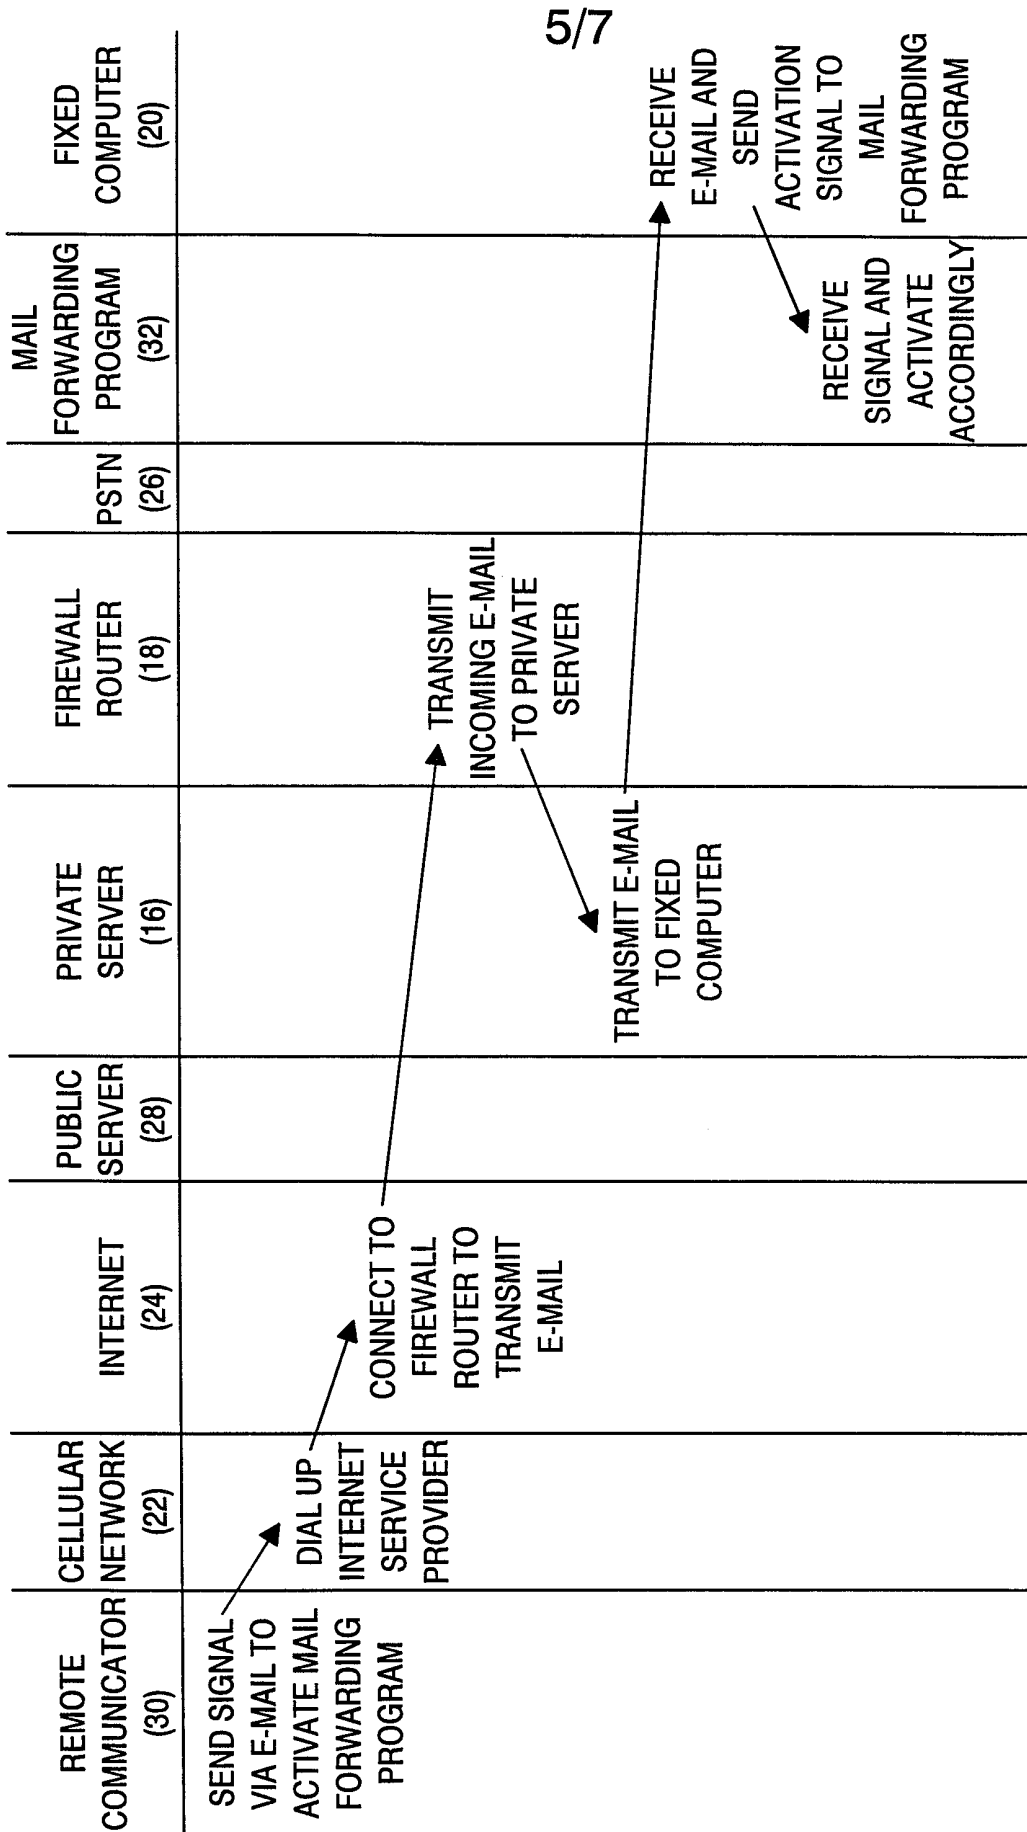 5/7
REMOTE
COMMUNICATOR
(30)
CELLULAR
NETWORK
(22)
INTERNET
(24)
PUBLIC
SERVER
(28)
PRIVATE
SERVER
(16)
FIREWALL
ROUTER
(18)
PSTN
(26)
MAIL
FORWARDING
PROGRAM
(32)
FIXED
COMPUTER
(20)
SEND SIGNAL
VIA E-MAIL TO
ACTIVATE MAIL
FORWARDING
PROGRAM
DIAL UP
INTERNET
SERVICE
PROVIDER
CONNECT TO
FIREWALL
ROUTER TO
TRANSMIT
E-MAIL
TRANSMIT
INCOMING E-MAIL
TO PRIVATE
SERVER
TRANSMIT E-MAIL
TO FIXED
COMPUTER
RECEIVE
E-MAIL AND
SEND
ACTIVATION
SIGNAL TO
MAIL
FORWARDING
PROGRAM
RECEIVE
SIGNAL AND
ACTIVATE
ACCORDINGLY